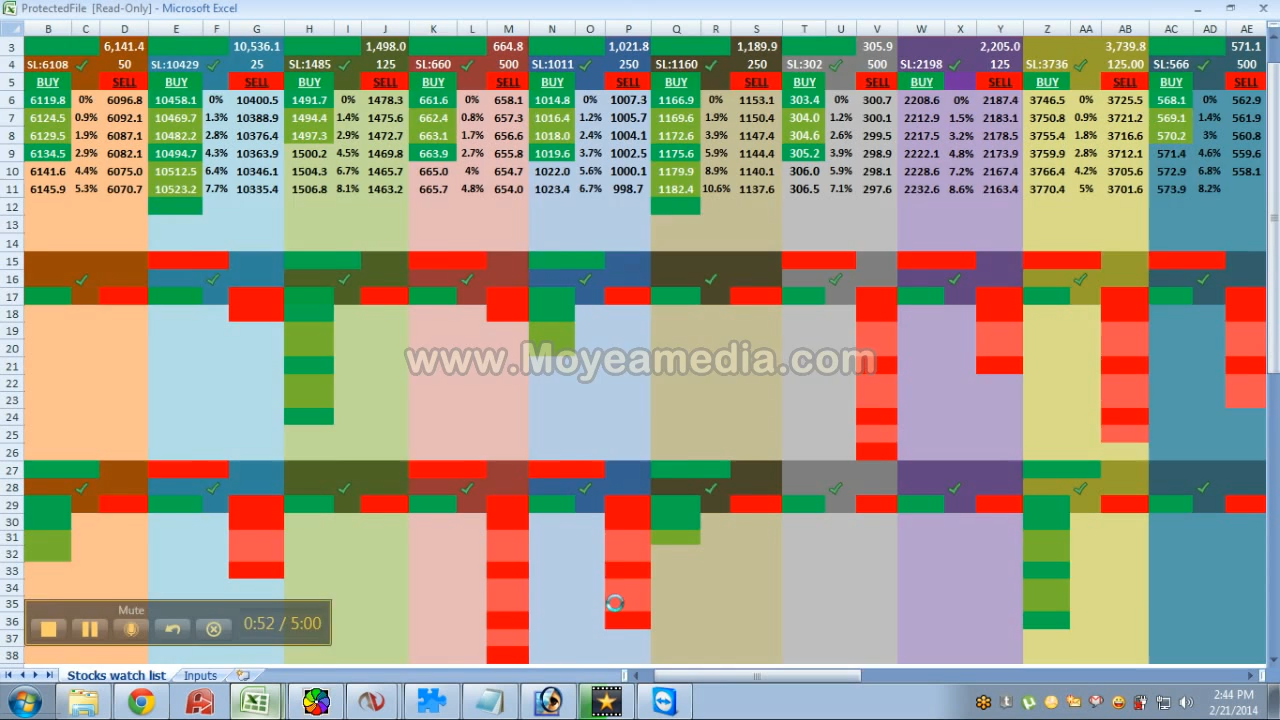 ProtectedFile [Read-Only] - Microsoft Excel
B C D E F G H I J K L M N O P Q R S T U V W X Y Z AA AB AC AD AE
3 6,141.4 10,536.1 1,498.0 664.8 1,021.8 1,189.9 305.9 2,205.0 3,739.8 571.1
4 SL:6108 50 SL:10429 25 SL:1485 125 SL:660 500 SL:1011 250 SL:1160 250 SL:302 500 SL:2198 125 SL:3736 125.00 SL:566 500
5 BUY SELL BUY SELL BUY SELL BUY SELL BUY SELL BUY SELL BUY SELL BUY SELL BUY SELL BUY SELL
6 6119.8 0% 6096.8 10458.1 0% 10400.5 1491.7 0% 1478.3 661.6 0% 658.1 1014.8 0% 1007.3 1166.9 0% 1153.1 303.4 0% 300.7 2208.6 0% 2187.4 3746.5 0% 3725.5 568.1 0% 562.9
7 6124.5 0.9% 6092.1 10469.7 1.3% 10388.9 1494.4 1.4% 1475.6 662.4 0.8% 657.3 1016.4 1.2% 1005.7 1169.6 1.9% 1150.4 304.0 1.2% 300.1 2212.9 1.5% 2183.1 3750.8 0.9% 3721.2 569.1 1.5% 561.9
8 6129.5 1.9% 6087.1 10482.2 2.8% 10376.4 1497.3 2.9% 1472.7 663.1 1.7% 656.6 1018.0 2.4% 1004.1 1172.6 3.9% 1147.4 304.6 2.6% 299.5 2217.5 3.2% 2178.5 3755.4 1.8% 3716.6 570.2 3% 560.8
9 6134.5 2.9% 6082.1 10494.7 4.3% 10363.9 1500.2 4.5% 1469.8 663.9 2.7% 655.8 1019.6 3.7% 1002.5 1175.6 5.9% 1144.4 305.2 3.9% 298.9 2222.1 4.8% 2173.9 3759.9 2.8% 3712.1 571.4 4.6% 559.6
10 6141.6 4.4% 6075.0 10512.5 6.4% 10346.1 1504.3 6.7% 1465.7 665.0 4% 654.7 1022.0 5.6% 1000.1 1179.9 8.9% 1140.1 306.0 5.9% 298.1 2228.6 7.2% 2167.4 3766.4 4.2% 3705.6 572.9 6.8% 558.1
11 6145.9 5.3% 6070.7 10523.2 7.7% 10335.4 1506.8 8.1% 1463.2 665.7 4.8% 654.0 1023.4 6.7% 998.7 1182.4 10.6% 1137.6 306.5 7.1% 297.6 2232.6 8.6% 2163.4 3770.4 5% 3701.6 573.9 8.2%
12
13
14
15
16
17
18
19
20
www.Moyeamedia.com
21
22
23
24
25
26
27
28
29
30
31
32
33
34
35
Mute
36
0:52 / 5:00
37
38
Stocks watch list Inputs
2:44 PM
2/21/2014